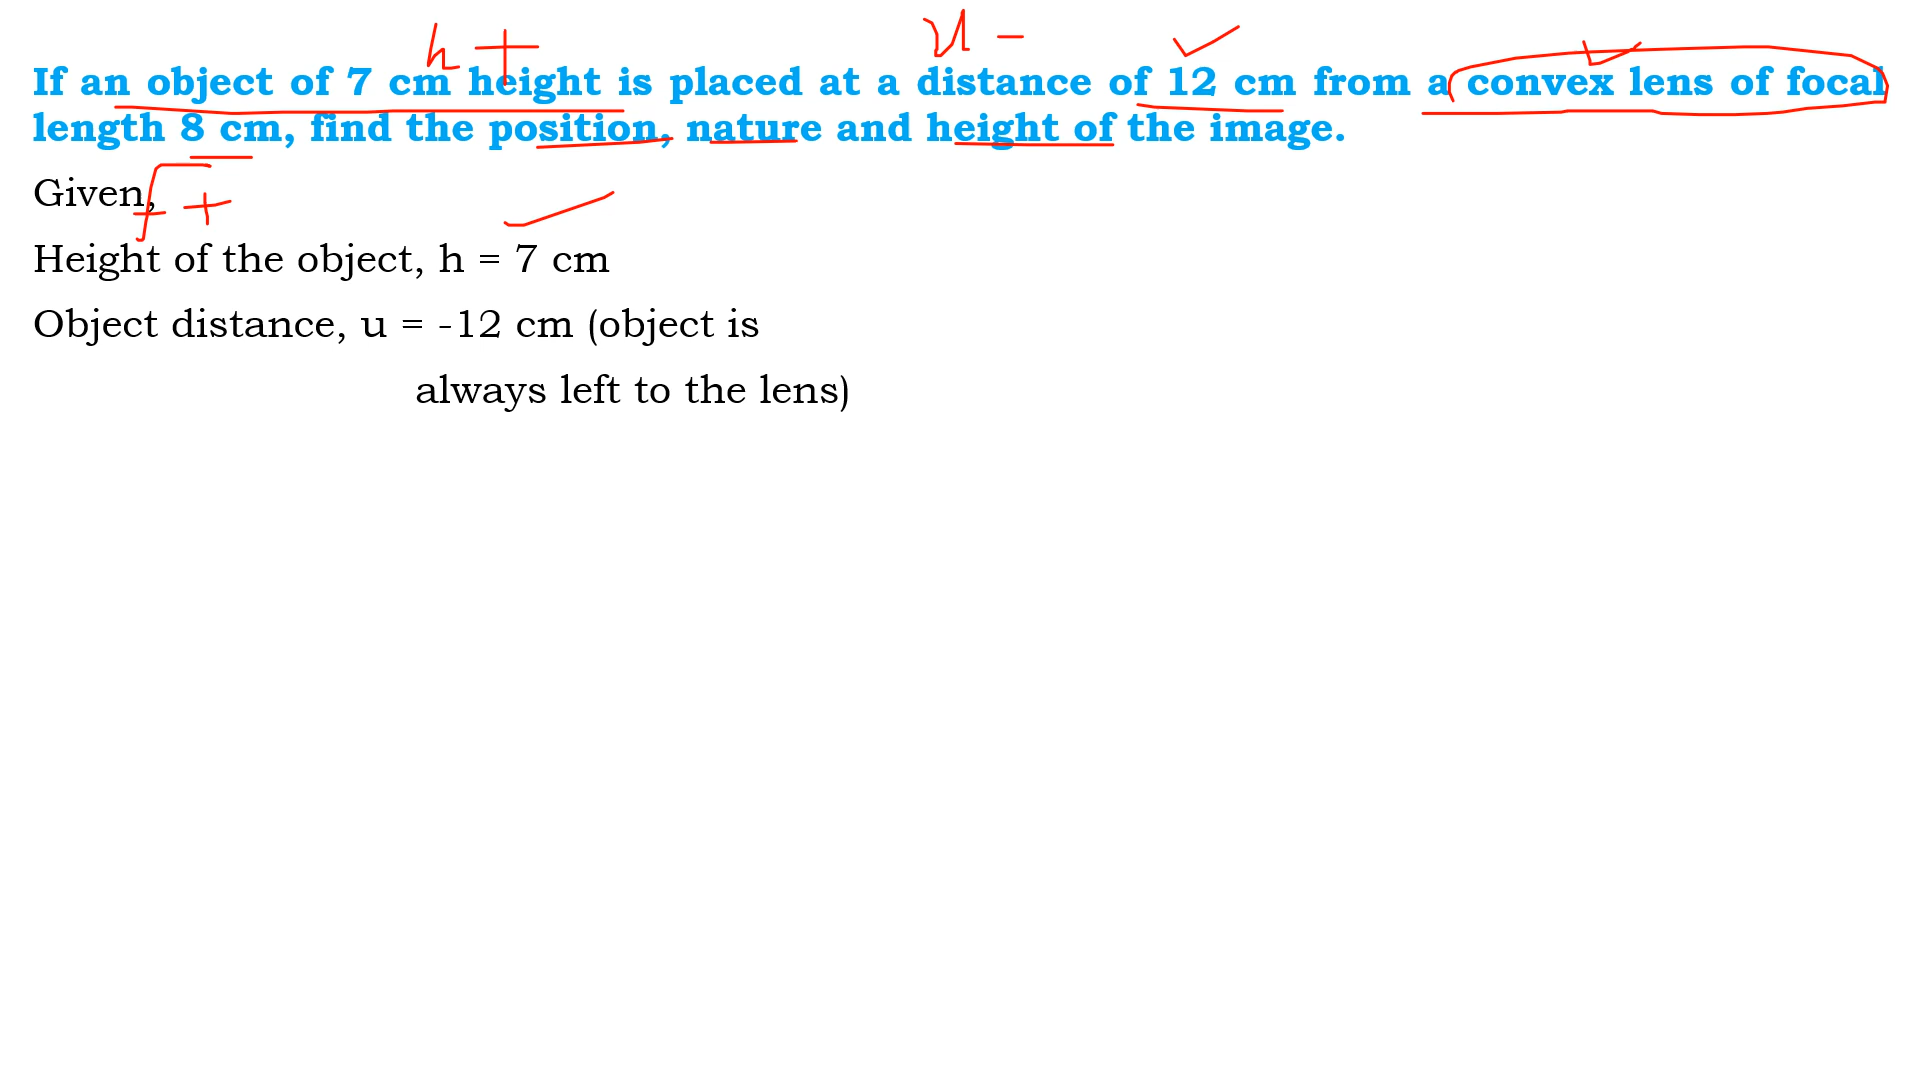 h +
u -
If an object of 7 cm height is placed at a distance of 12 cm from a convex lens of focal
length 8 cm, find the position, nature and height of the image.
Given,
f +
Height of the object, h = 7 cm
Object distance, u = -12 cm (object is
always left to the lens)